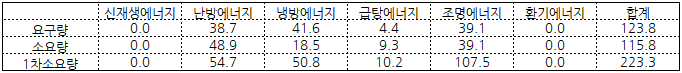 신재생에너지 난방에너지 냉방에너지 급탕에너지 조명에너지 환기에너지 합계
요구량 0.0 38.7 41.6 4.4 39.1 0.0 123.8
소요량 0.0 48.9 18.5 9.3 39.1 0.0 115.8
1차소요량 0.0 54.7 50.8 10.2 107.5 0.0 223.3